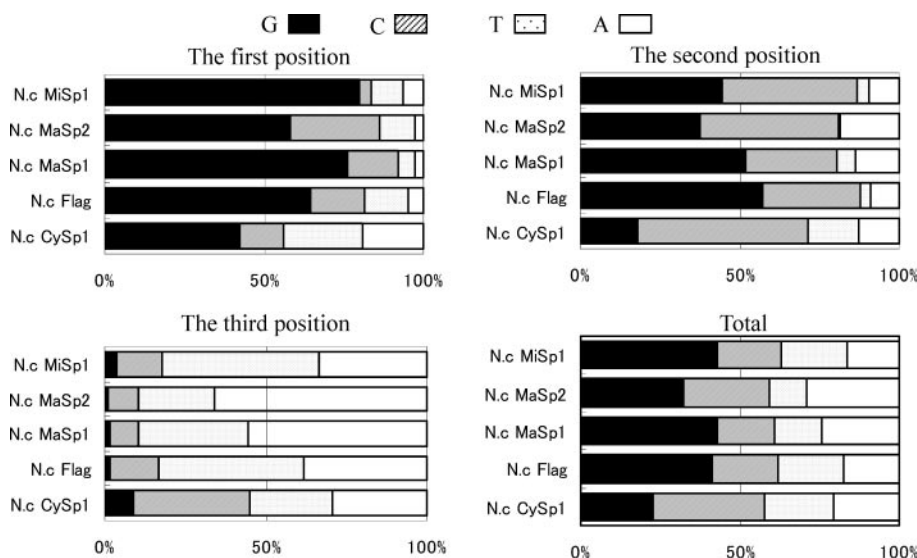 G C T A
The first position
N.c MiSp1
N.c MaSp2
N.c MaSp1
N.c Flag
N.c CySp1
0% 50% 100%
The second position
N.c MiSp1
N.c MaSp2
N.c MaSp1
N.c Flag
N.c CySp1
0% 50% 100%
The third position
N.c MiSp1
N.c MaSp2
N.c MaSp1
N.c Flag
N.c CySp1
0% 50% 100%
Total
N.c MiSp1
N.c MaSp2
N.c MaSp1
N.c Flag
N.c CySp1
0% 50% 100%